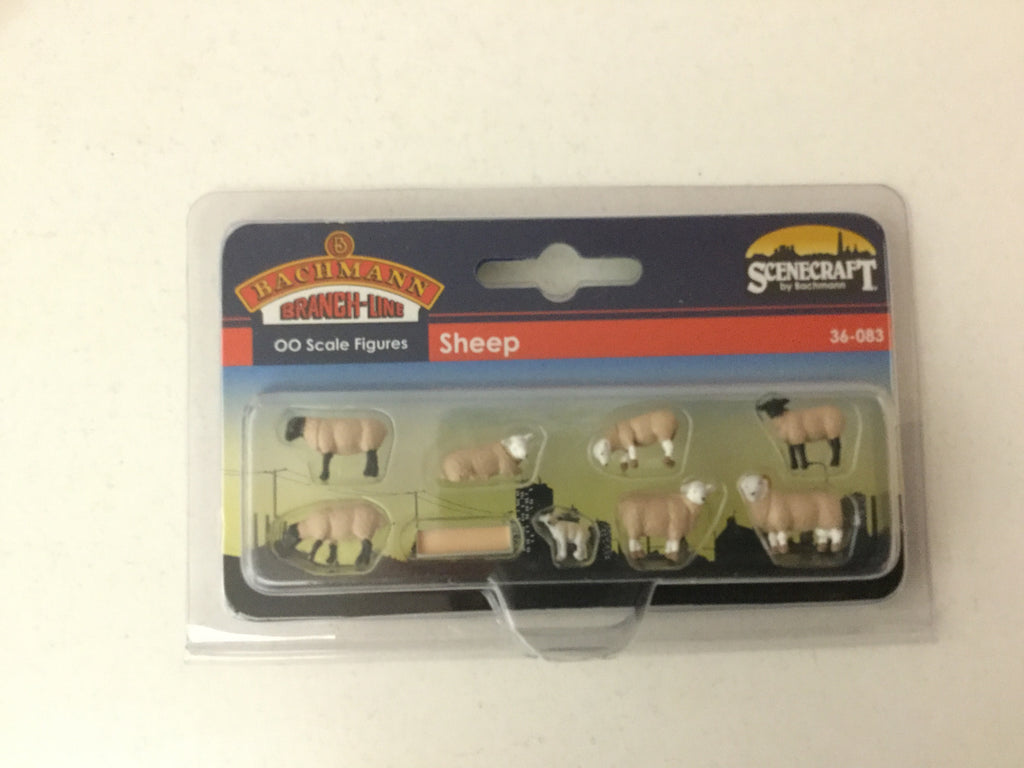 B
BACHMANN
BRANCH-LINE
OO Scale Figures
Sheep
SCENECRAFT
by Bachmann
36-083